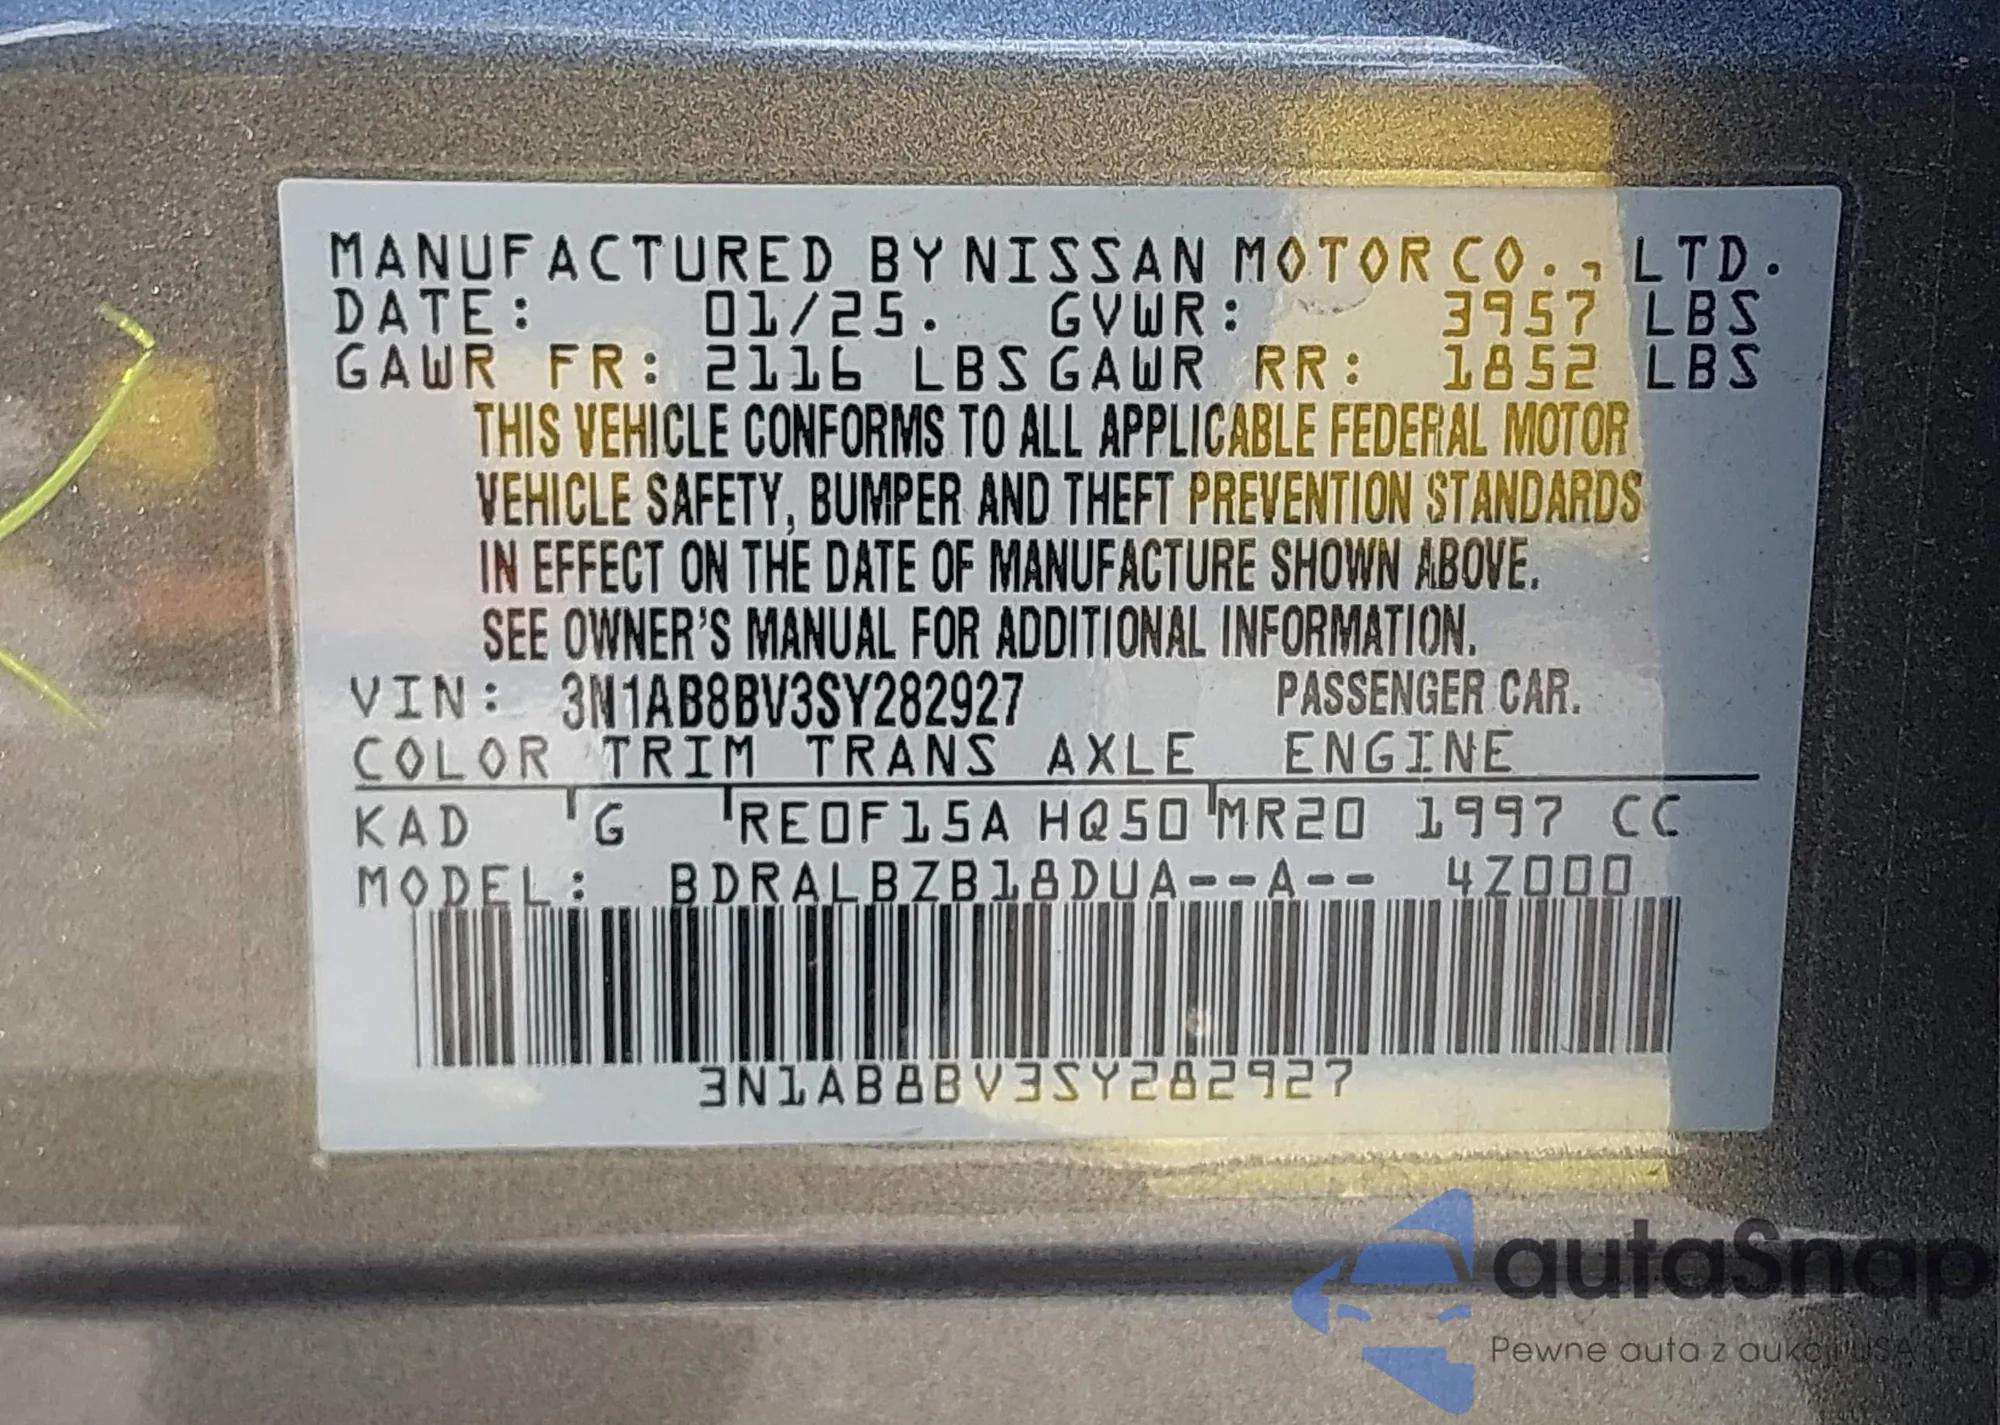 MANUFACTURED BY NISSAN MOTOR CO., LTD.
DATE: 01/25. GVWR: 3957 LBS
GAWR FR: 2116 LBS GAWR RR: 1852 LBS
THIS VEHICLE CONFORMS TO ALL APPLICABLE FEDERAL MOTOR
VEHICLE SAFETY, BUMPER AND THEFT PREVENTION STANDARDS
IN EFFECT ON THE DATE OF MANUFACTURE SHOWN ABOVE.
SEE OWNER'S MANUAL FOR ADDITIONAL INFORMATION.
VIN: 3N1AB8BV3SY282927 PASSENGER CAR.
COLOR TRIM TRANS AXLE ENGINE
KAD G RE0F15A HQ50 MR20 1997 CC
MODEL: BDRALBZB18DUA--A-- 4Z000
3N1AB8BV3SY282927
autaSnap
Pewne auta z aukcji USA i EU